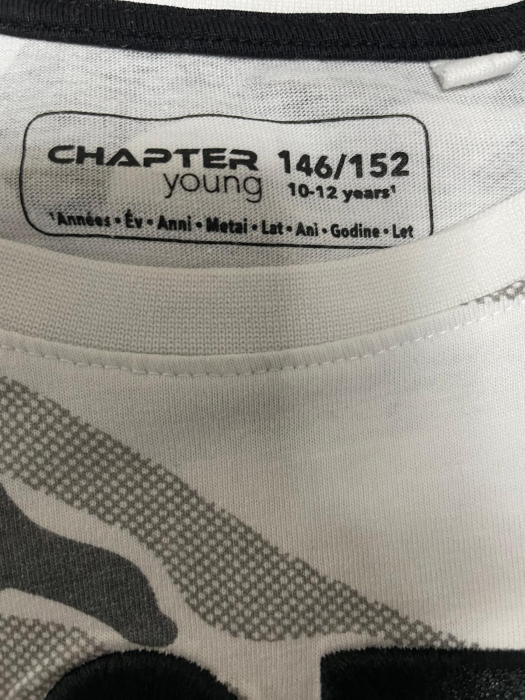 CHAPTER 146/152
young 10-12 years¹
¹Années • Év • Anni • Metai • Lat • Ani • Godine • Let